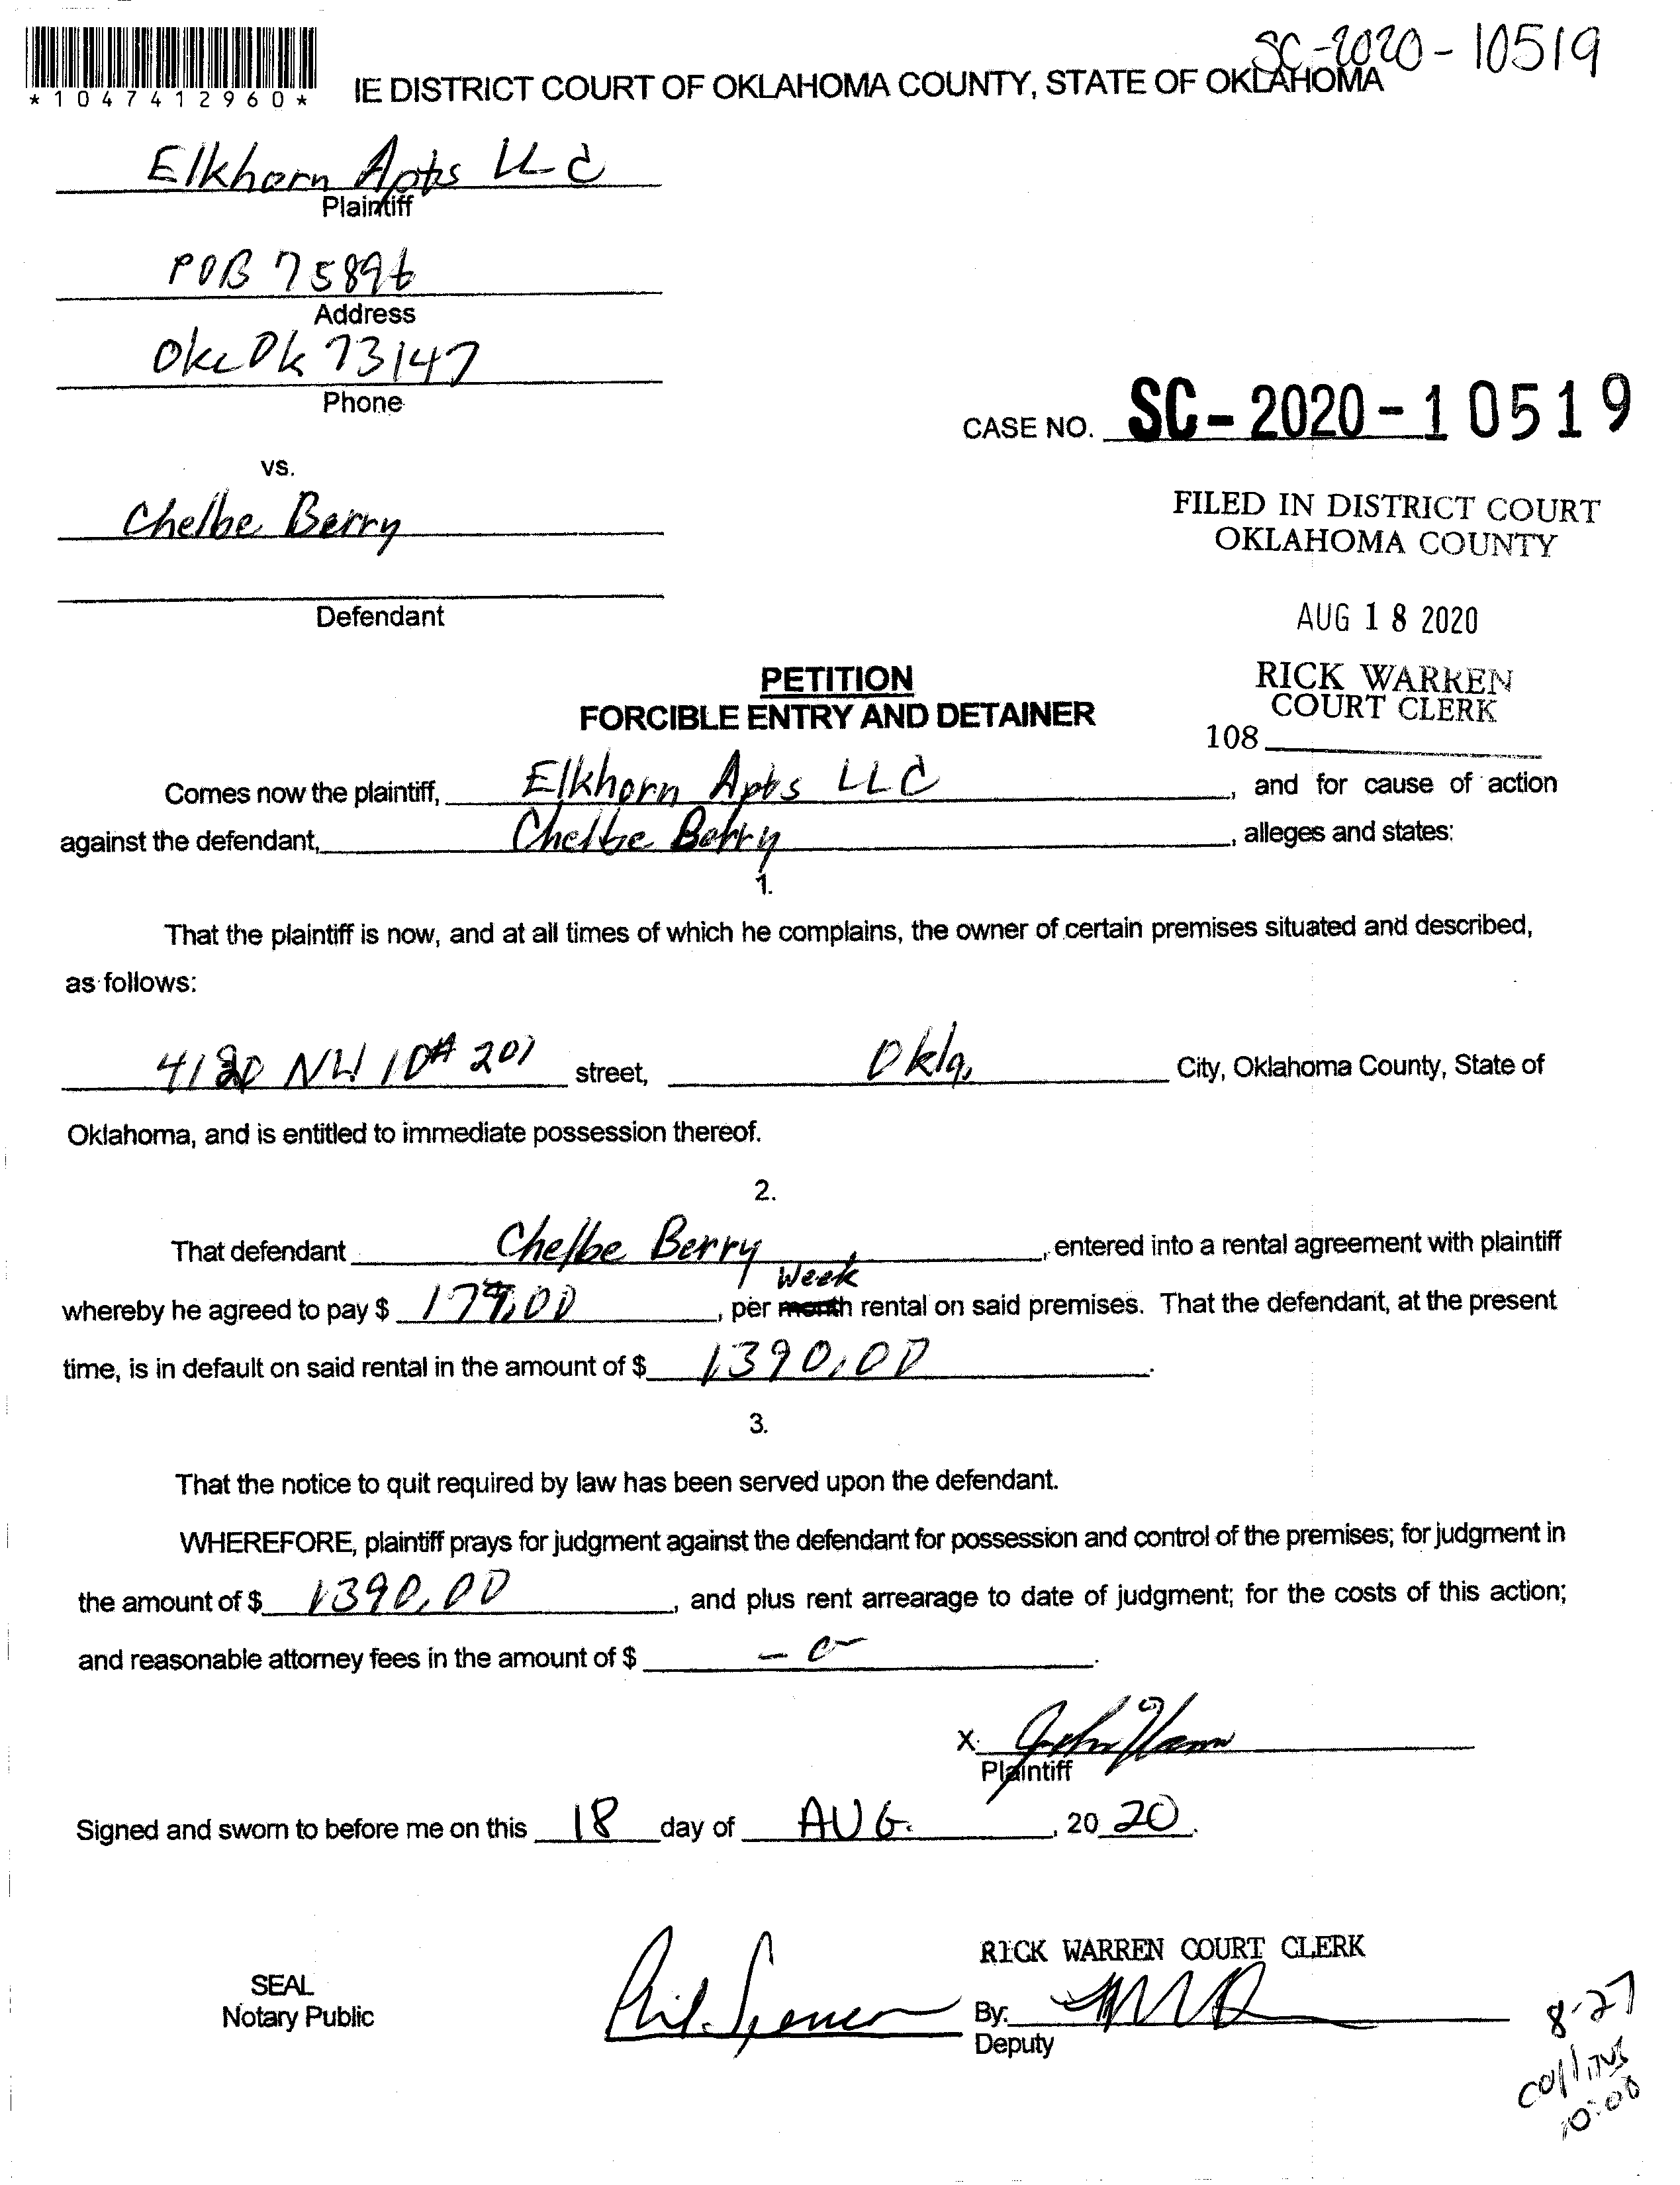 SC-2020-10519
*1047412960*
IE DISTRICT COURT OF OKLAHOMA COUNTY, STATE OF OKLAHOMA
Elkhorn Apts LLC
Plaintiff
POB 75896
Address
Okc Ok 73147
Phone
CASE NO. SC-2020-10519
vs.
Chelbe Berry
FILED IN DISTRICT COURT
OKLAHOMA COUNTY
Defendant
AUG 18 2020
PETITION
FORCIBLE ENTRY AND DETAINER
RICK WARREN
COURT CLERK
108
Comes now the plaintiff, Elkhorn Apts LLC, and for cause of action
against the defendant, Chelbe Berry, alleges and states:
1.
That the plaintiff is now, and at all times of which he complains, the owner of certain premises situated and described,
as follows:
NW 10# 201 street, Okla. City, Oklahoma County, State of
Oklahoma, and is entitled to immediate possession thereof.
2.
That defendant Chelbe Berry, entered into a rental agreement with plaintiff
Week
whereby he agreed to pay $, per month rental on said premises. That the defendant, at the present
time, is in default on said rental in the amount of $ 1390.00.
3.
That the notice to quit required by law has been served upon the defendant.
WHEREFORE, plaintiff prays for judgment against the defendant for possession and control of the premises; for judgment in
the amount of $ 1390.00, and plus rent arrearage to date of judgment; for the costs of this action;
and reasonable attorney fees in the amount of $ - 0 -.
X.
Plaintiff
Signed and sworn to before me on this 18 day of AUG., 20 20.
RICK WARREN COURT CLERK
SEAL
Notary Public
By:
Deputy
8-27
Collins
10:00